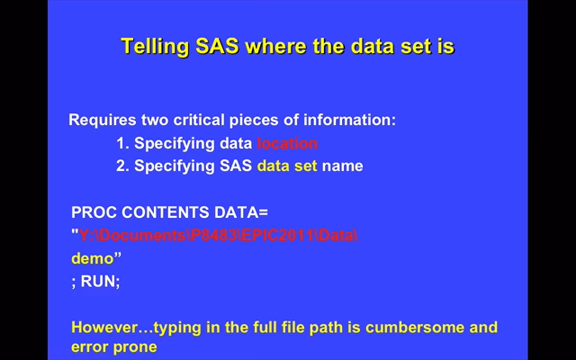 Telling SAS where the data set is
Requires two critical pieces of information:
1. Specifying data location
2. Specifying SAS data set name
PROC CONTENTS DATA=
"Y:\Documents\P8483\EPIC2011\Data\
demo”
; RUN;
However…typing in the full file path is cumbersome and
error prone